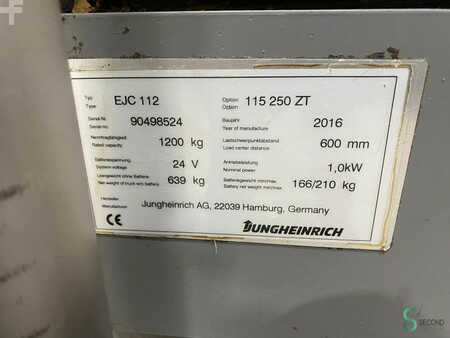 Typ
Type
EJC 112
Option
Option
115 250 ZT
Serial-Nr.
Serial-no.
90498524
Baujahr
Year of manufacture
2016
Nenntragfähigkeit
Rated capacity
1200 kg
Lastschwerpunktabstand
Load center distance
600 mm
Batteriespannung
Battery voltage
24 V
Antriebsleistung
Nominal power
1,0kW
Leergewicht ohne Batterie
Net weight of truck w/o battery
639 kg
Batteriegewicht min/max
Battery net weight min./max.
166/210 kg
Hersteller
Manufacturer
Jungheinrich AG, 22039 Hamburg, Germany
CE
JUNGHEINRICH
SECOND